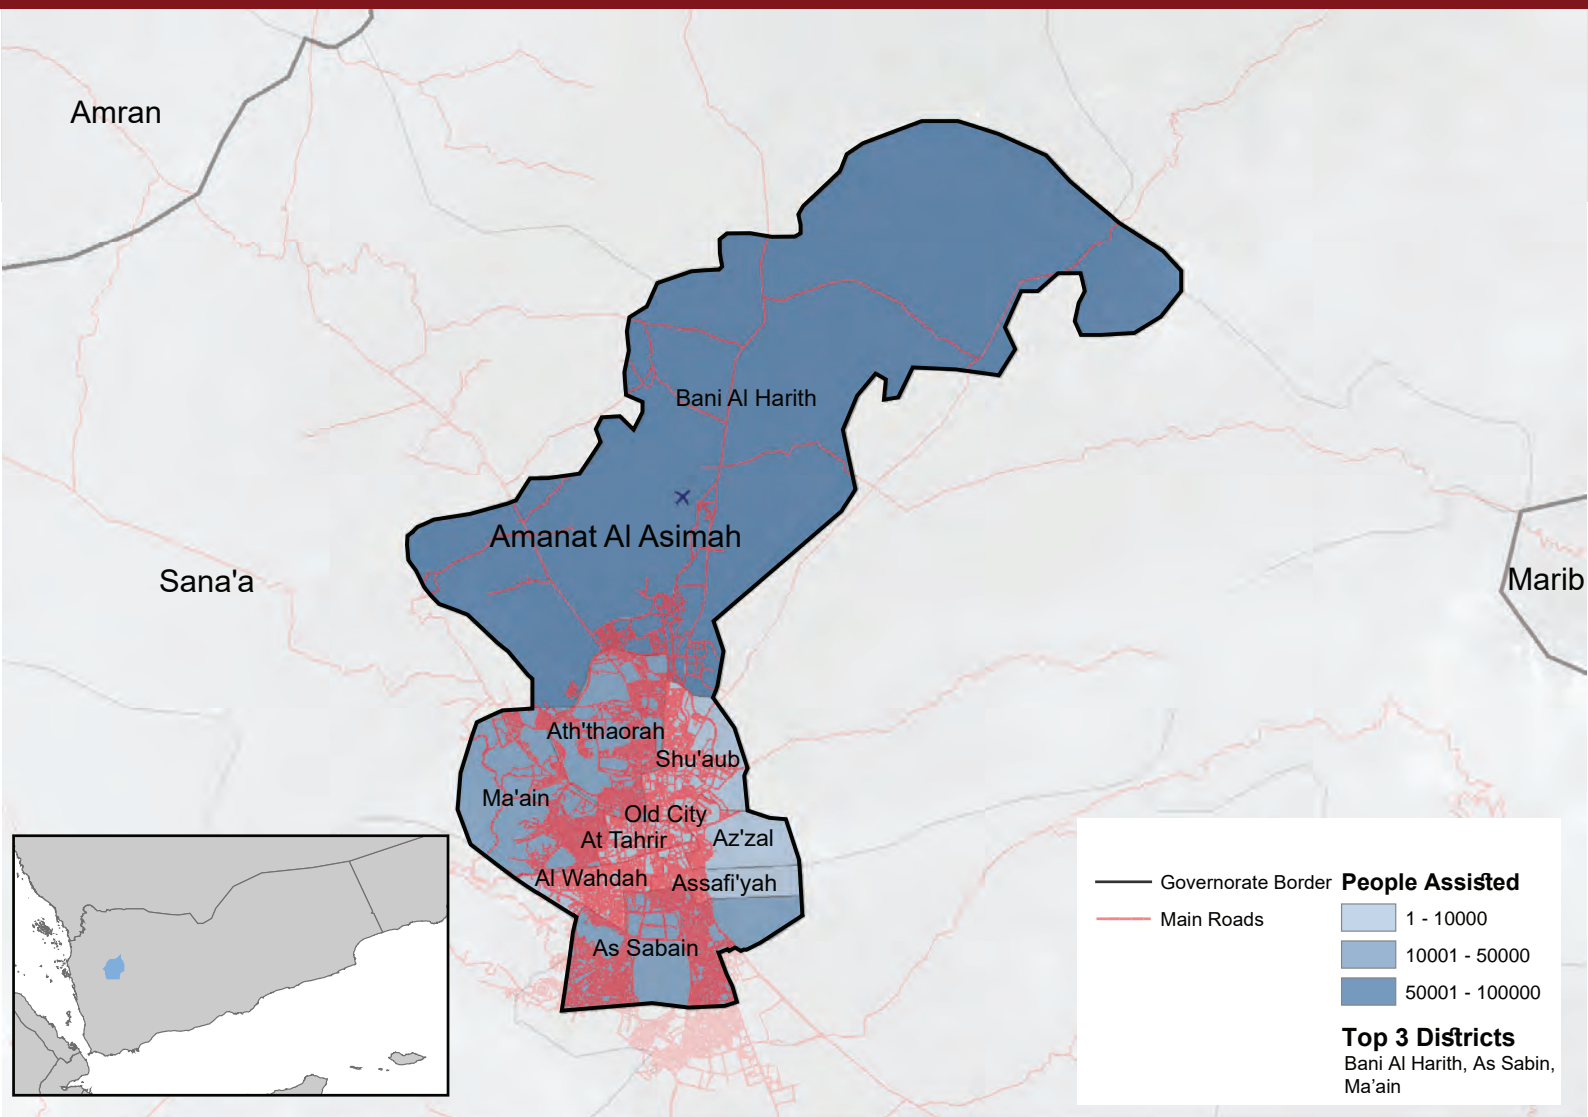 Amran
Bani Al Harith
Amanat Al Asimah
Sana'a
Marib
Ath'thaorah
Shu'aub
Ma'ain
Old City
At Tahrir
Az'zal
Al Wahdah
Assafi'yah
As Sabain
Governorate Border
Main Roads
People Assisted
1 - 10000
10001 - 50000
50001 - 100000
Top 3 Districts
Bani Al Harith, As Sabin,
Ma'ain